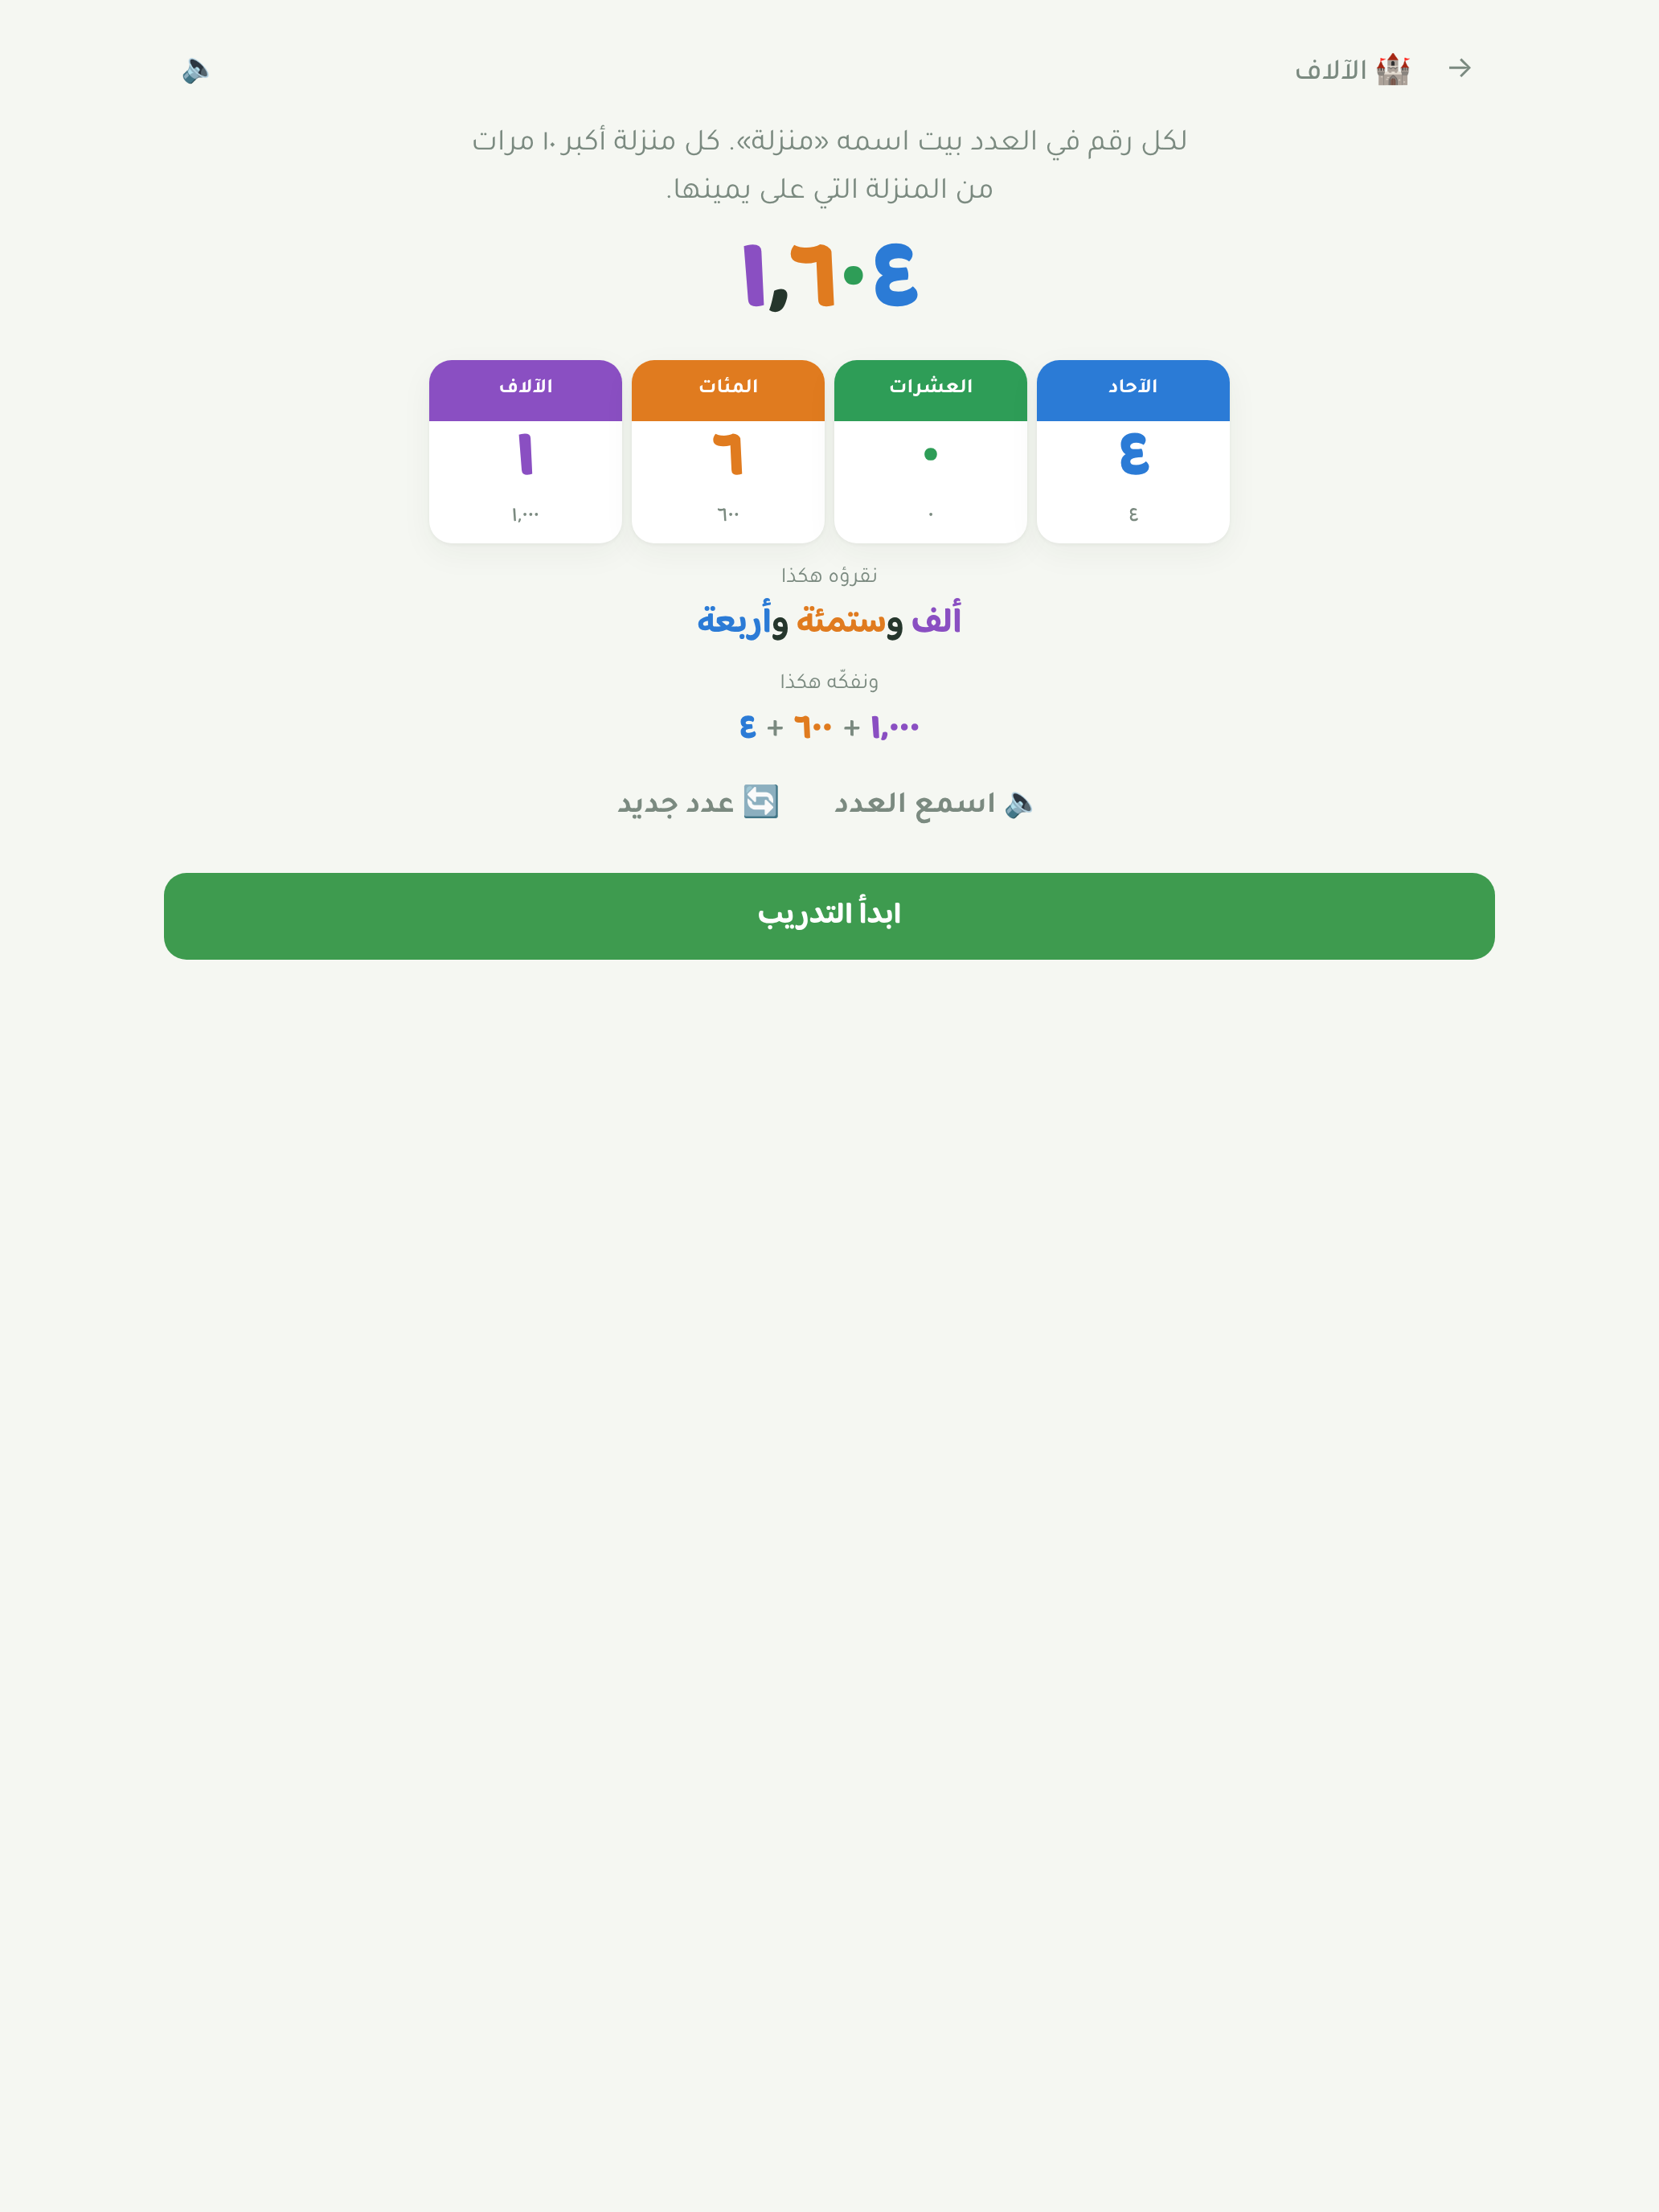 🏰 الآلاف
لكل رقم في العدد بيت اسمه «منزلة». كل منزلة أكبر ١٠ مرات
من المنزلة التي على يمينها.
١,٦٠٤
الآحاد العشرات المئات الآلاف
٤ ٠ ٦ ١
٤ ٠ ٦٠٠ ١,٠٠٠
نقرؤه هكذا
ألف وستمئة وأربعة
ونفكّه هكذا
١,٠٠٠ + ٦٠٠ + ٤
🔈 اسمع العدد 🔄 عدد جديد
ابدأ التدريب